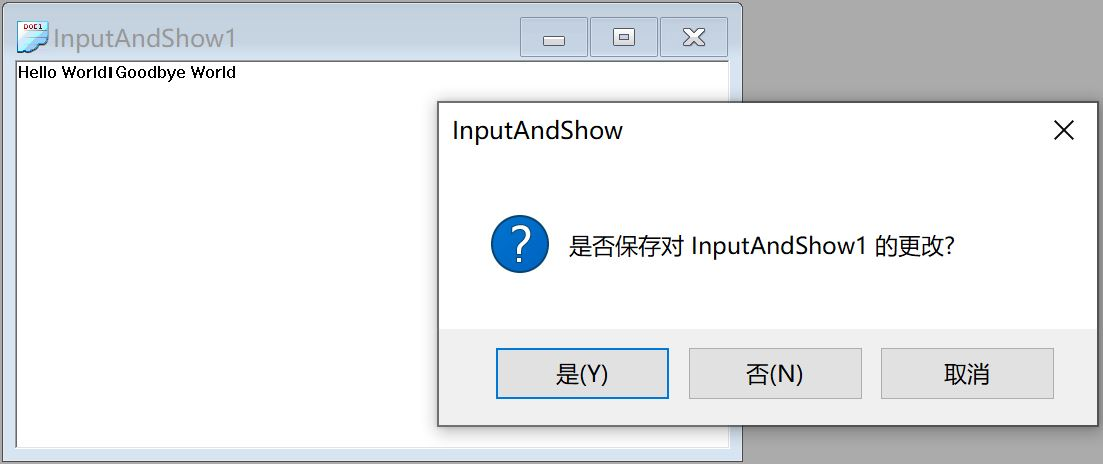 DOC1
InputAndShow1
Hello World‖Goodbye World
InputAndShow
?
是否保存对 InputAndShow1 的更改?
是(Y)
否(N)
取消